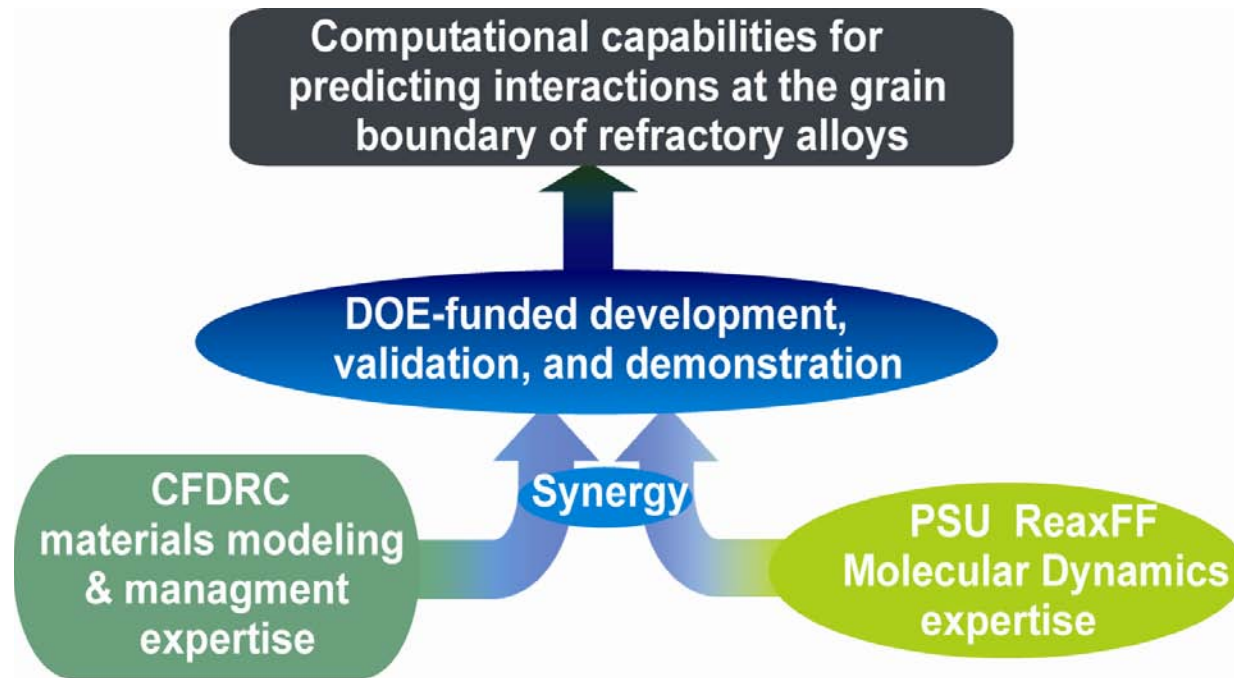 Computational capabilities for
predicting interactions at the grain
boundary of refractory alloys
DOE-funded development,
validation, and demonstration
Synergy
CFDRC
materials modeling
& managment
expertise
PSU ReaxFF
Molecular Dynamics
expertise